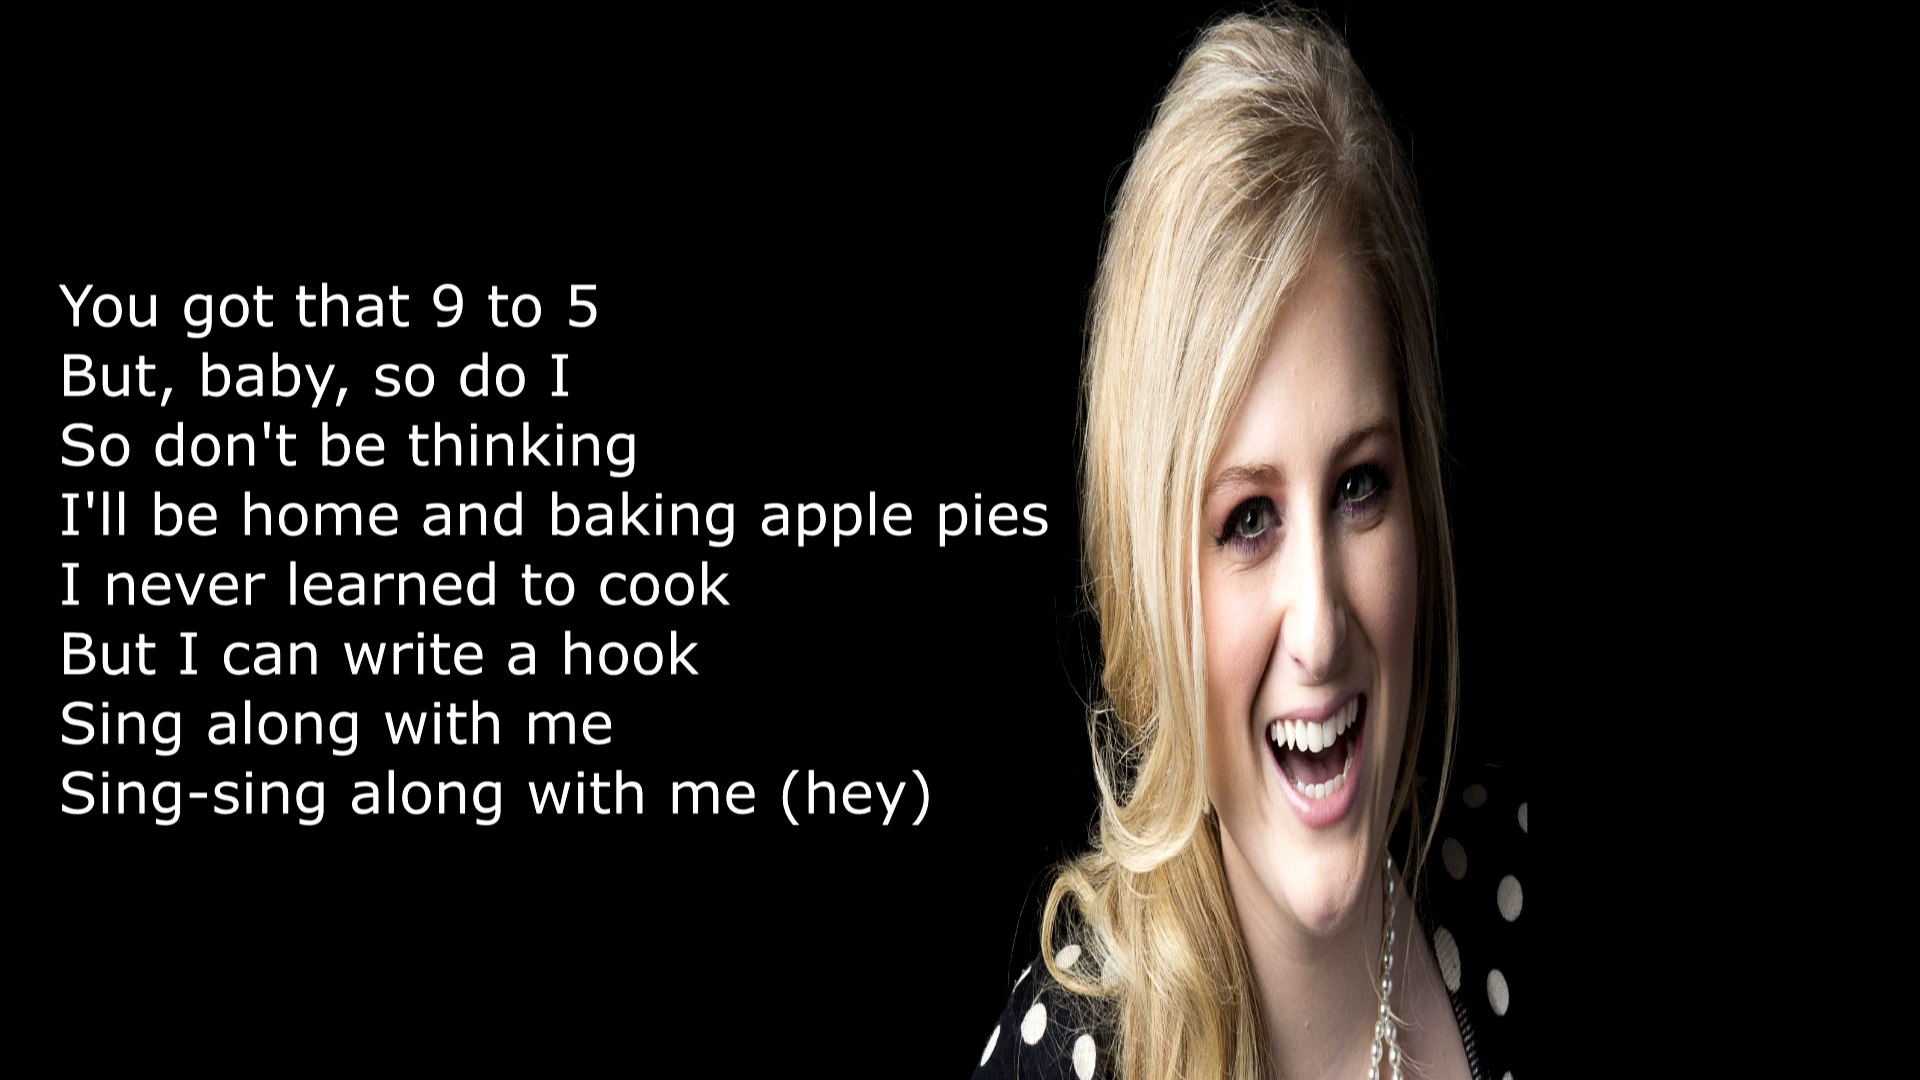 You got that 9 to 5
But, baby, so do I
So don't be thinking
I'll be home and baking apple pies
I never learned to cook
But I can write a hook
Sing along with me
Sing-sing along with me (hey)